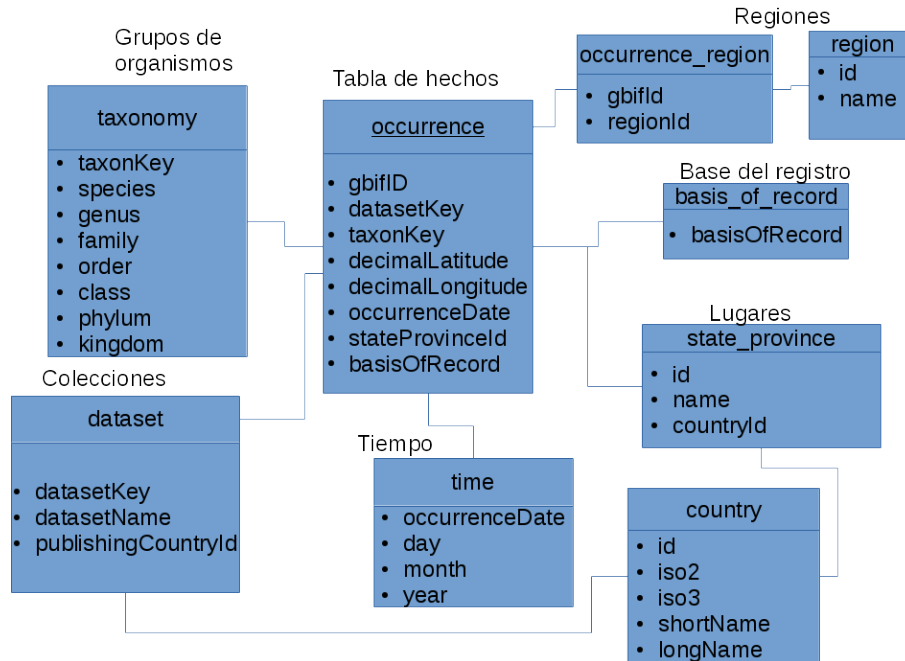 Grupos de
organismos
taxonomy
• taxonKey
• species
• genus
• family
• order
• class
• phylum
• kingdom
Colecciones
dataset
• datasetKey
• datasetName
• publishingCountryId
Tabla de hechos
occurrence
• gbifID
• datasetKey
• taxonKey
• decimalLatitude
• decimalLongitude
• occurrenceDate
• stateProvinceId
• basisOfRecord
Tiempo
time
• occurrenceDate
• day
• month
• year
Regiones
occurrence_region
• gbifId
• regionId
region
• id
• name
Base del registro
basis_of_record
• basisOfRecord
Lugares
state_province
• id
• name
• countryId
country
• id
• iso2
• iso3
• shortName
• longName